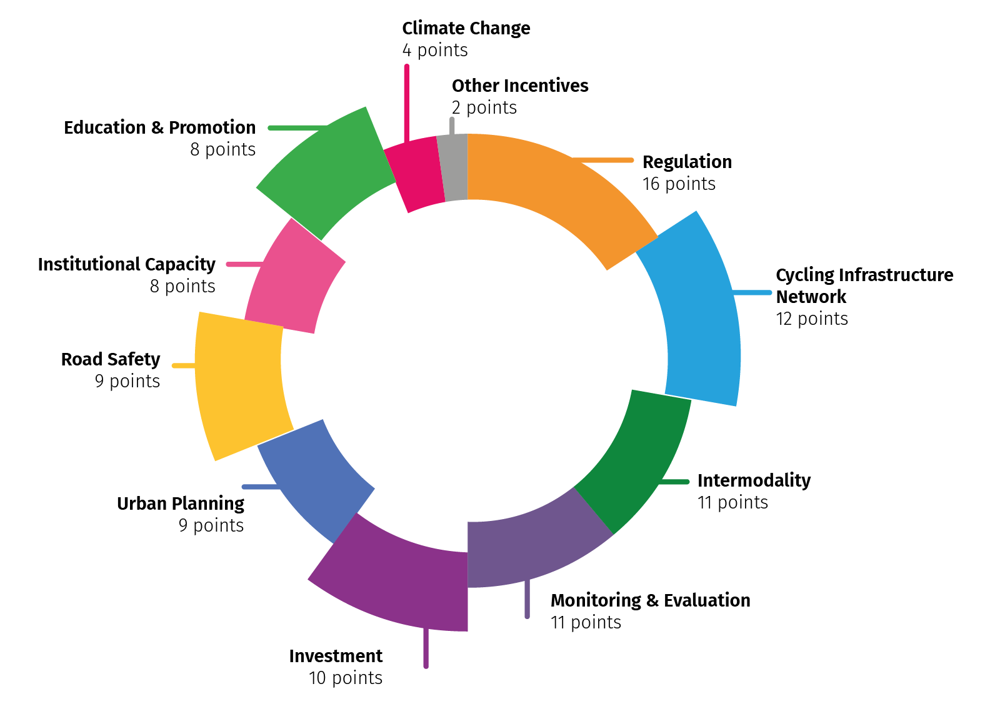 Climate Change
4 points
Other Incentives
2 points
Regulation
16 points
Cycling Infrastructure
Network
12 points
Intermodality
11 points
Monitoring & Evaluation
11 points
Investment
10 points
Urban Planning
9 points
Road Safety
9 points
Institutional Capacity
8 points
Education & Promotion
8 points